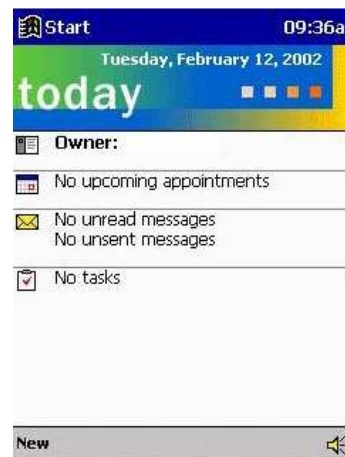 Start 09:36a
Tuesday, February 12, 2002
today
Owner:
No upcoming appointments
No unread messages
No unsent messages
No tasks
New